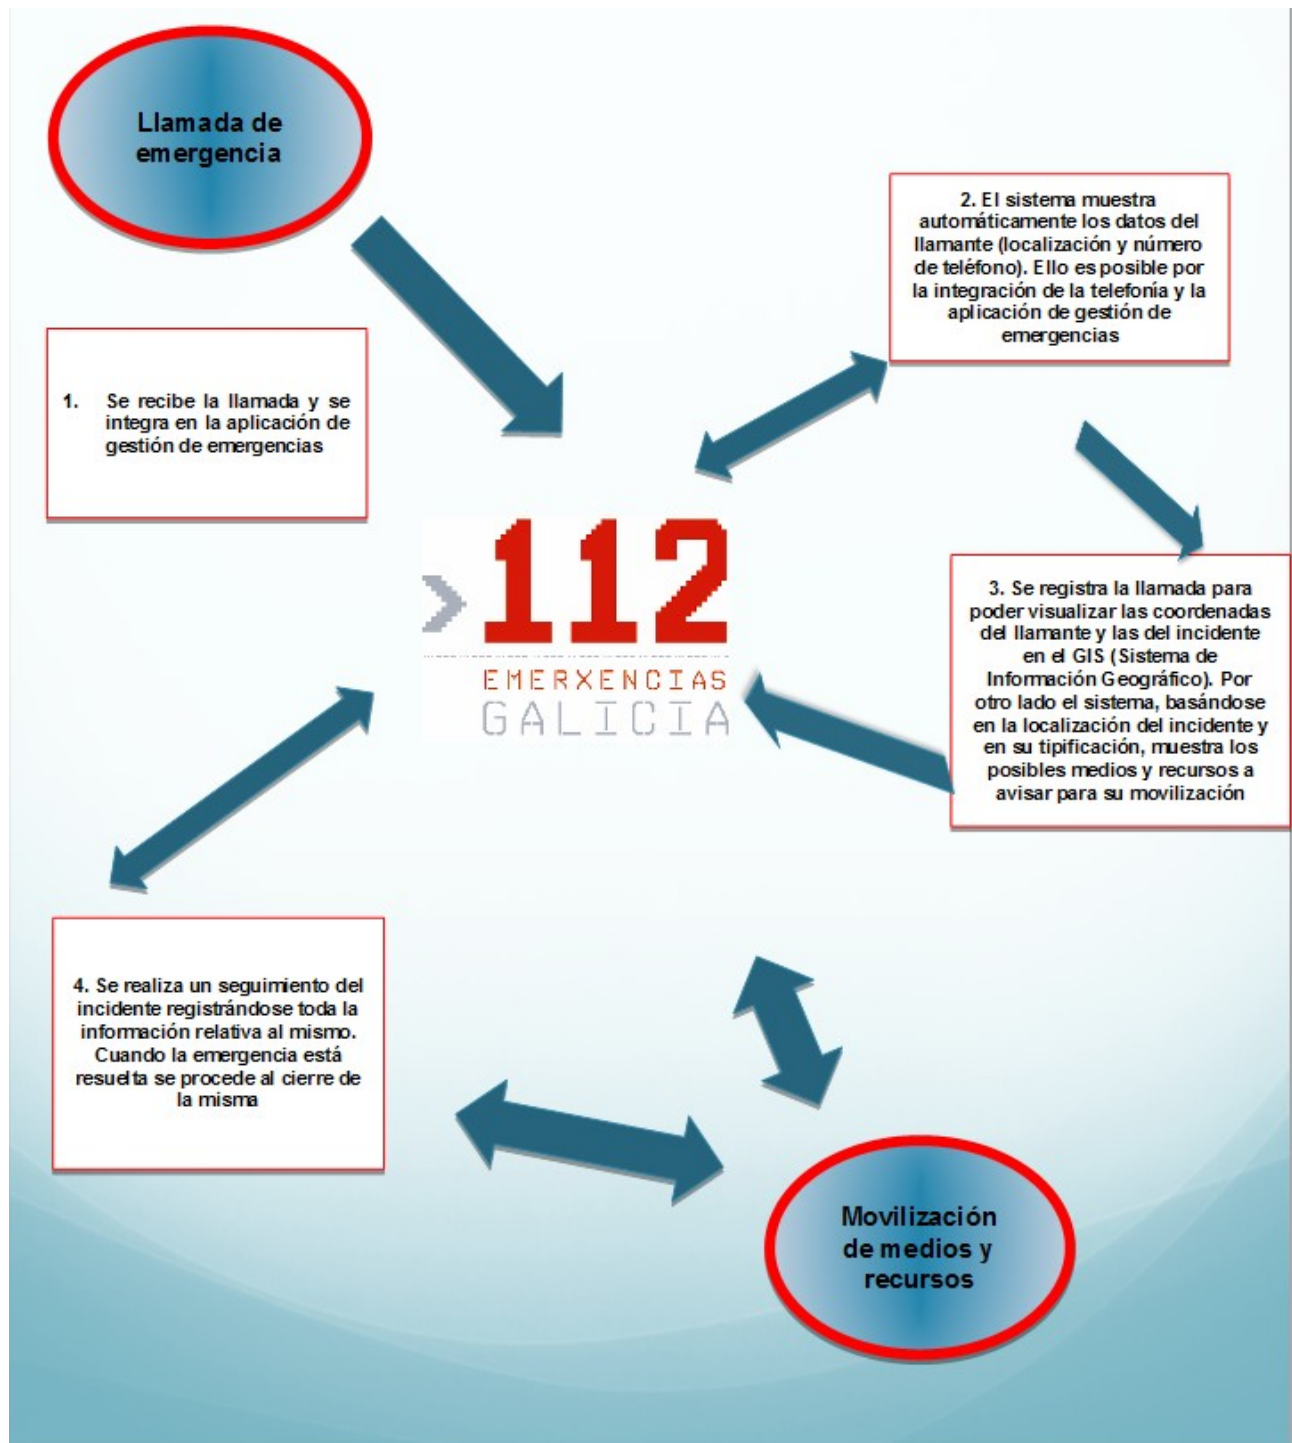 Llamada de
emergencia
2. El sistema muestra
automáticamente los datos del
llamante (localización y número
de teléfono). Ello es posible por
la integración de la telefonía y la
aplicación de gestión de
emergencias
1. Se recibe la llamada y se
integra en la aplicación de
gestión de emergencias
>112
EMERXENCIAS
GALICIA
3. Se registra la llamada para
poder visualizar las coordenadas
del llamante y las del incidente
en el GIS (Sistema de
Información Geográfico). Por
otro lado el sistema, basándose
en la localización del incidente y
en su tipificación, muestra los
posibles medios y recursos a
avisar para su movilización
4. Se realiza un seguimiento del
incidente registrándose toda la
información relativa al mismo.
Cuando la emergencia está
resuelta se procede al cierre de
la misma
Movilización
de medios y
recursos